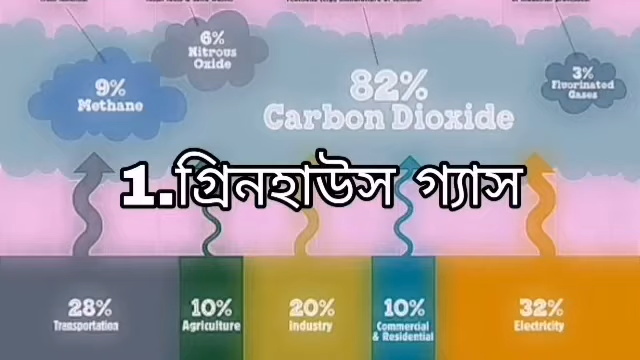 6%
Nitrous
Oxide
9%
Methane
82%
Carbon Dioxide
3%
Fluorinated
Gases
1.গ্রিনহাউস গ্যাস
28%
Transportation
10%
Agriculture
20%
Industry
10%
Commercial
& Residential
32%
Electricity